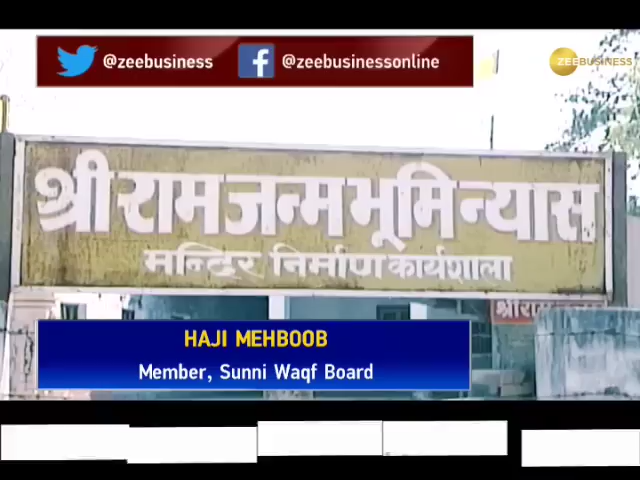 @zeebusiness @zeebusinessonline
ZEEBUSINESS
श्रीरामजन्मभूमि न्यास
मन्दिर निर्माण कार्यशाला
HAJI MEHBOOB
Member, Sunni Waqf Board